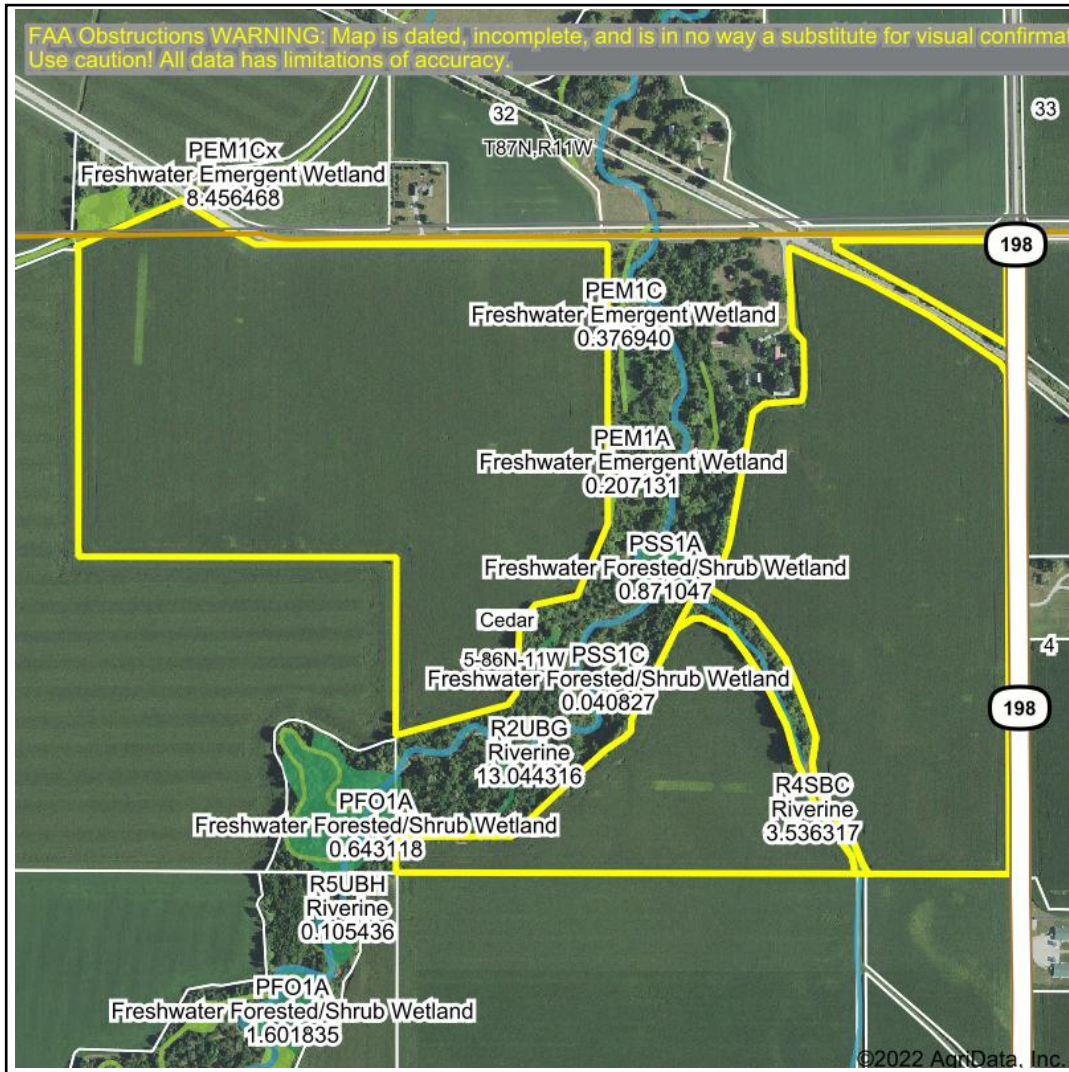 FAA Obstructions WARNING: Map is dated, incomplete, and is in no way a substitute for visual confirmat
Use caution! All data has limitations of accuracy.
32
33
T87N,R11W
PEM1Cx
Freshwater Emergent Wetland
8.456468
198
PEM1C
Freshwater Emergent Wetland
0.376940
PEM1A
Freshwater Emergent Wetland
0.207131
PSS1A
Freshwater Forested/Shrub Wetland
0.871047
Cedar
4
5-86N-11W
PSS1C
Freshwater Forested/Shrub Wetland
0.040827
198
R2UBG
Riverine
13.044316
R4SBC
Riverine
3.536317
PFO1A
Freshwater Forested/Shrub Wetland
0.643118
R5UBH
Riverine
0.105436
PFO1A
Freshwater Forested/Shrub Wetland
1.601835
©2022 AgriData, Inc.